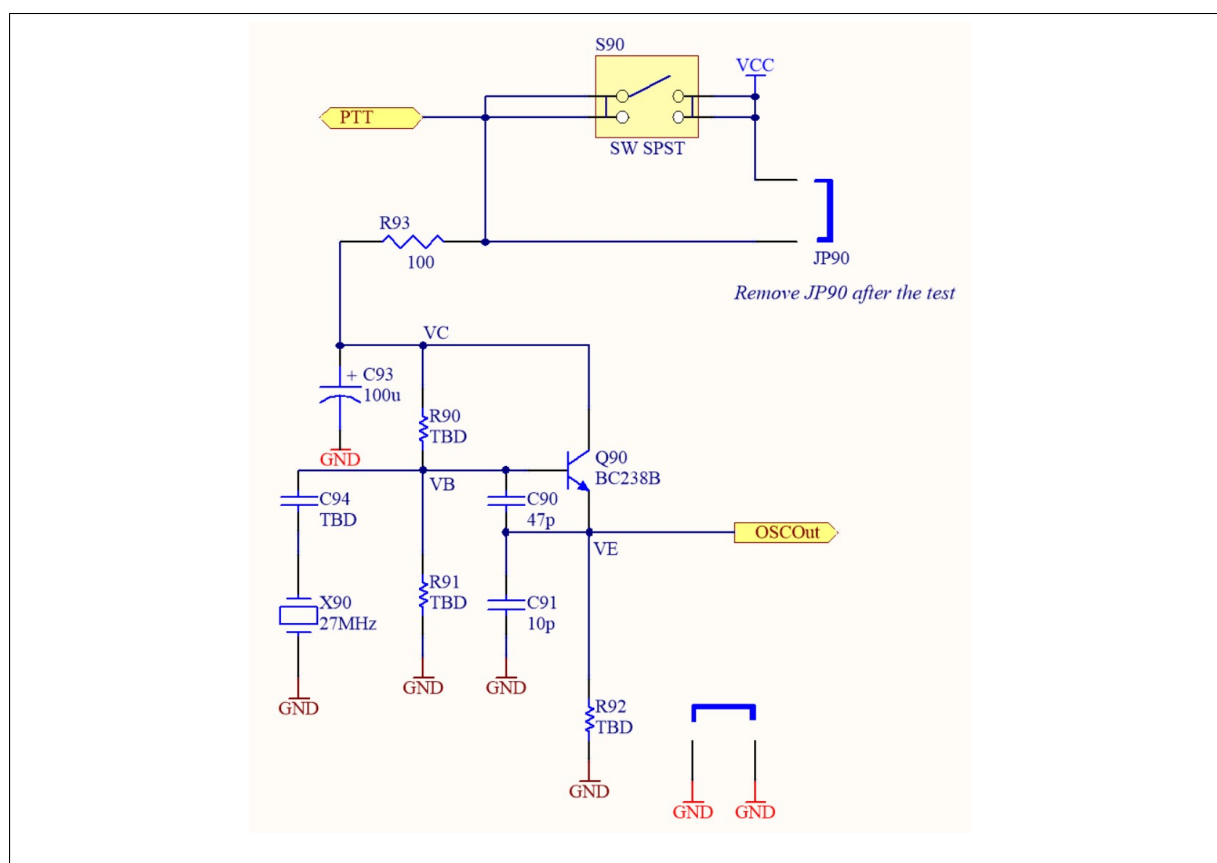 S90
VCC
PTT
SW SPST
R93
100
JP90
Remove JP90 after the test
VC
+ C93
100u
R90
TBD
GND
Q90
BC238B
VB
C94
TBD
C90
47p
OSCOut
VE
R91
TBD
X90
27MHz
C91
10p
GND
GND
GND
R92
TBD
GND
GND
GND